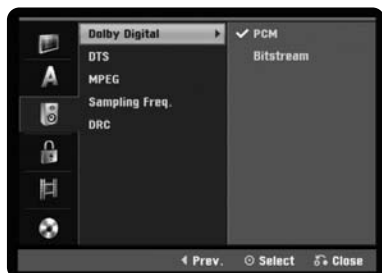 Dolby Digital ► ✔ PCM
DTS Bitstream
MPEG
Sampling Freq.
DRC
A
◄ Prev. ⊙ Select Close